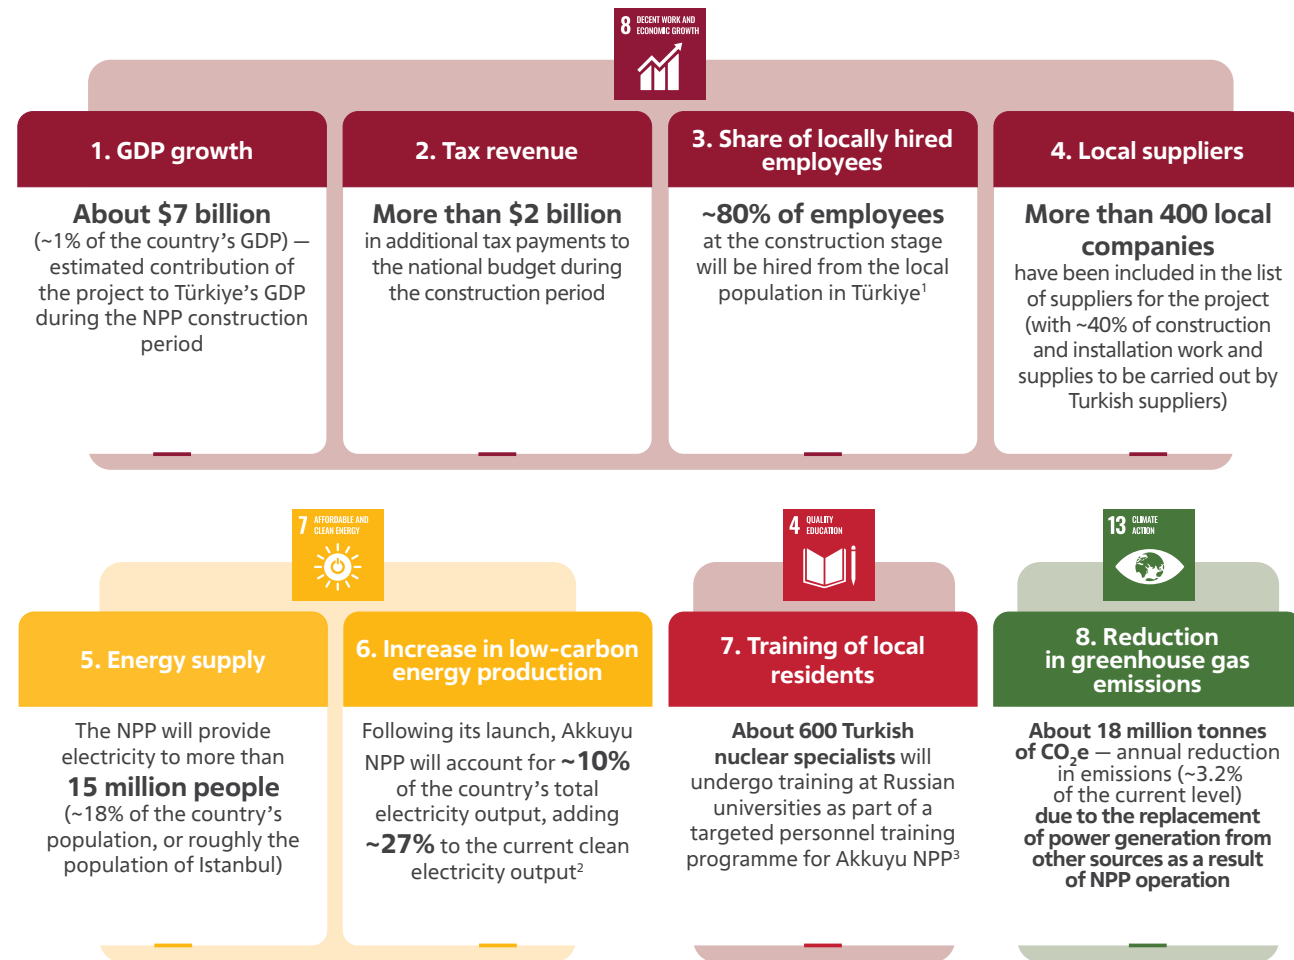 8 DECENT WORK AND
ECONOMIC GROWTH
1. GDP growth
About $7 billion
(~1% of the country's GDP) —
estimated contribution of
the project to Türkiye's GDP
during the NPP construction
period
2. Tax revenue
More than $2 billion
in additional tax payments to
the national budget during
the construction period
3. Share of locally hired
employees
~80% of employees
at the construction stage
will be hired from the local
population in Türkiye¹
4. Local suppliers
More than 400 local
companies
have been included in the list
of suppliers for the project
(with ~40% of construction
and installation work and
supplies to be carried out by
Turkish suppliers)
7 AFFORDABLE AND
CLEAN ENERGY
5. Energy supply
The NPP will provide
electricity to more than
15 million people
(~18% of the country's
population, or roughly the
population of Istanbul)
6. Increase in low-carbon
energy production
Following its launch, Akkuyu
NPP will account for ~10%
of the country's total
electricity output, adding
~27% to the current clean
electricity output²
4 QUALITY
EDUCATION
7. Training of local
residents
About 600 Turkish
nuclear specialists will
undergo training at Russian
universities as part of a
targeted personnel training
programme for Akkuyu NPP³
13 CLIMATE
ACTION
8. Reduction
in greenhouse gas
emissions
About 18 million tonnes
of CO₂e — annual reduction
in emissions (~3.2%
of the current level)
due to the replacement
of power generation from
other sources as a result
of NPP operation